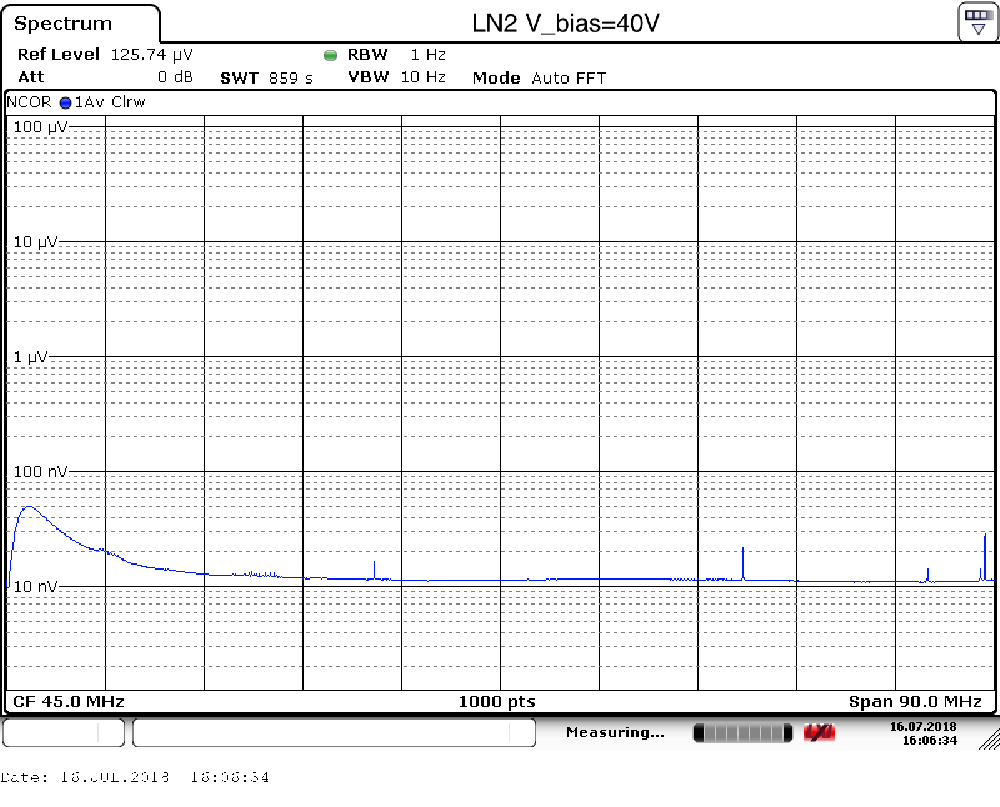 Spectrum
LN2 V_bias=40V
Ref Level 125.74 µV RBW 1 Hz
Att 0 dB SWT 859 s VBW 10 Hz Mode Auto FFT
NCOR 1Av Clrw
100 µV
10 µV
1 µV
100 nV
10 nV
CF 45.0 MHz 1000 pts Span 90.0 MHz
Measuring... LXI 16.07.2018
16:06:34
Date: 16.JUL.2018 16:06:34